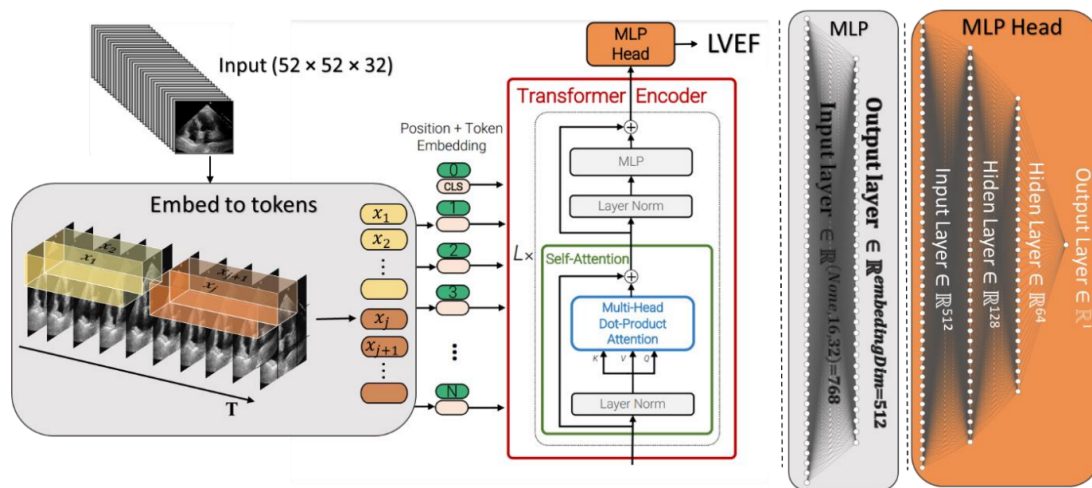 Input (52 × 52 × 32)
Embed to tokens
x₂
x₁
xⱼ₊₁
xⱼ
T
x₁
x₂
⋮
xⱼ
xⱼ₊₁
⋮
Position + Token
Embedding
0
CLS
1
2
3
⋮
N
MLP
Head
LVEF
Transformer Encoder
+
MLP
Layer Norm
L×
Self-Attention
+
Multi-Head
Dot-Product
Attention
K V Q
Layer Norm
MLP
Input layer ∈ ℝ^(None,16,32)=768
Output layer ∈ ℝ^embedingDim=512
MLP Head
Input Layer ∈ ℝ⁵¹²
Hiden Layer ∈ ℝ¹²⁸
Hiden Layer ∈ ℝ⁶⁴
Output Layer ∈ ℝ¹